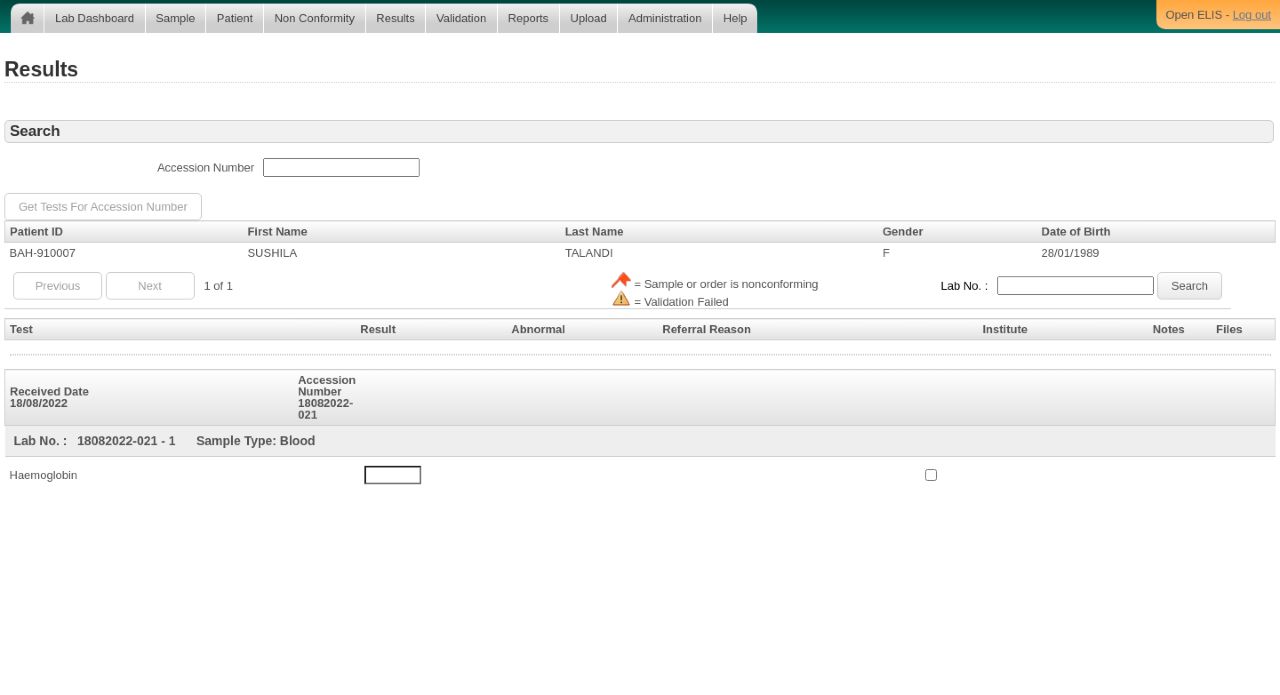 Lab Dashboard Sample Patient Non Conformity Results Validation Reports Upload Administration Help Open ELIS - Log out
Results
Search
Accession Number
Get Tests For Accession Number
Patient ID First Name Last Name Gender Date of Birth
BAH-910007 SUSHILA TALANDI F 28/01/1989
Previous Next 1 of 1 = Sample or order is nonconforming Lab No. : Search
= Validation Failed
Test Result Abnormal Referral Reason Institute Notes Files
Received Date
18/08/2022
Accession
Number
18082022-
021
Lab No. : 18082022-021 - 1 Sample Type: Blood
Haemoglobin